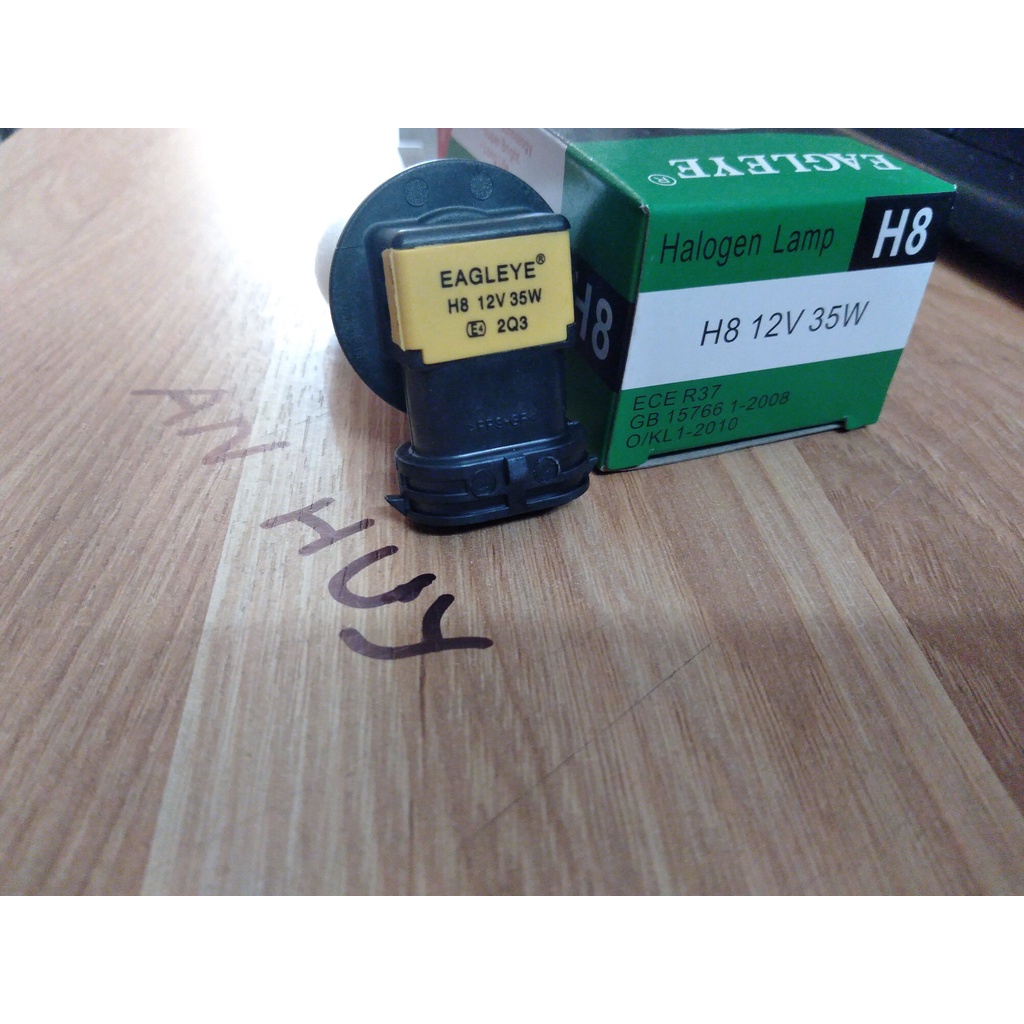 EAGLEYE®
Halogen Lamp
H8
H8 12V 35W
ECE R37
GB 15766 1-2008
O/KL1-2010
H8
EAGLEYE®
H8 12V 35W
E4 2Q3
AN HUY